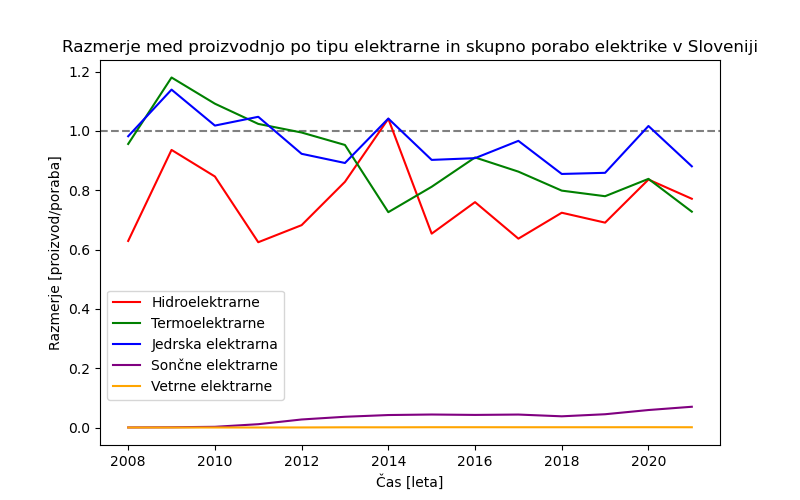 Razmerje med proizvodnjo po tipu elektrarne in skupno porabo elektrike v Sloveniji
Razmerje [proizvod/poraba]
1.2
1.0
0.8
0.6
0.4
0.2
0.0
Hidroelektrarne
Termoelektrarne
Jedrska elektrarna
Sončne elektrarne
Vetrne elektrarne
2008 2010 2012 2014 2016 2018 2020
Čas [leta]